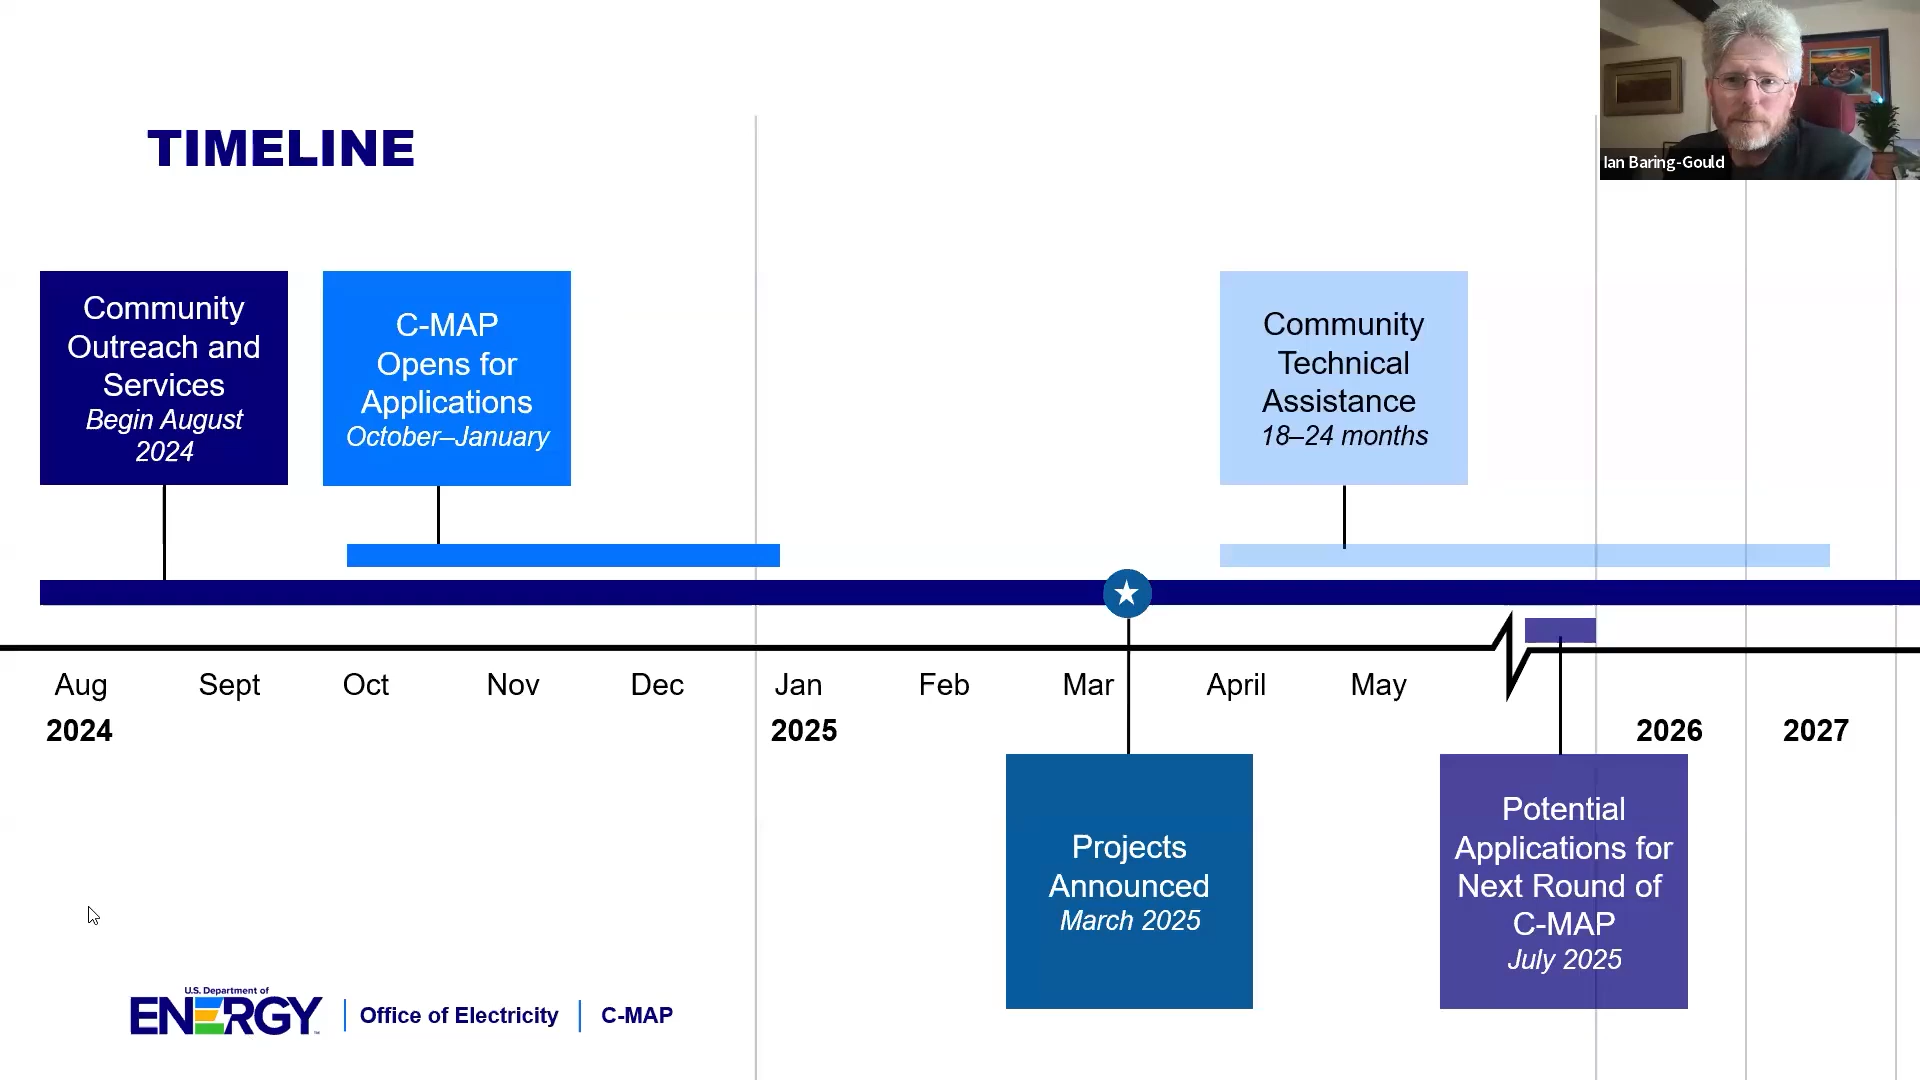 TIMELINE
Ian Baring-Gould
Community
Outreach and
Services
Begin August
2024
C-MAP
Opens for
Applications
October–January
Community
Technical
Assistance
18–24 months
Aug
Sept
Oct
Nov
Dec
Jan
Feb
Mar
April
May
2024
2025
2026
2027
Projects
Announced
March 2025
Potential
Applications for
Next Round of
C-MAP
July 2025
U.S. Department of
ENERGY
Office of Electricity
C-MAP